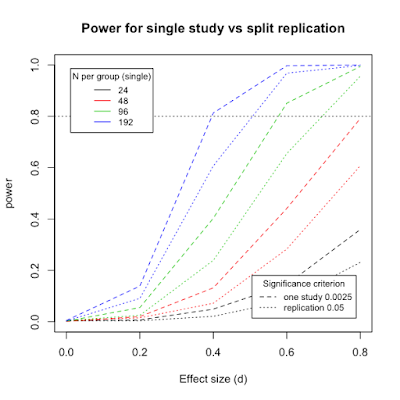 Power for single study vs split replication
N per group (single)
24
48
96
192
power
1.0
0.8
0.6
0.4
0.2
0.0
Significance criterion
one study 0.0025
replication 0.05
0.0 0.2 0.4 0.6 0.8
Effect size (d)